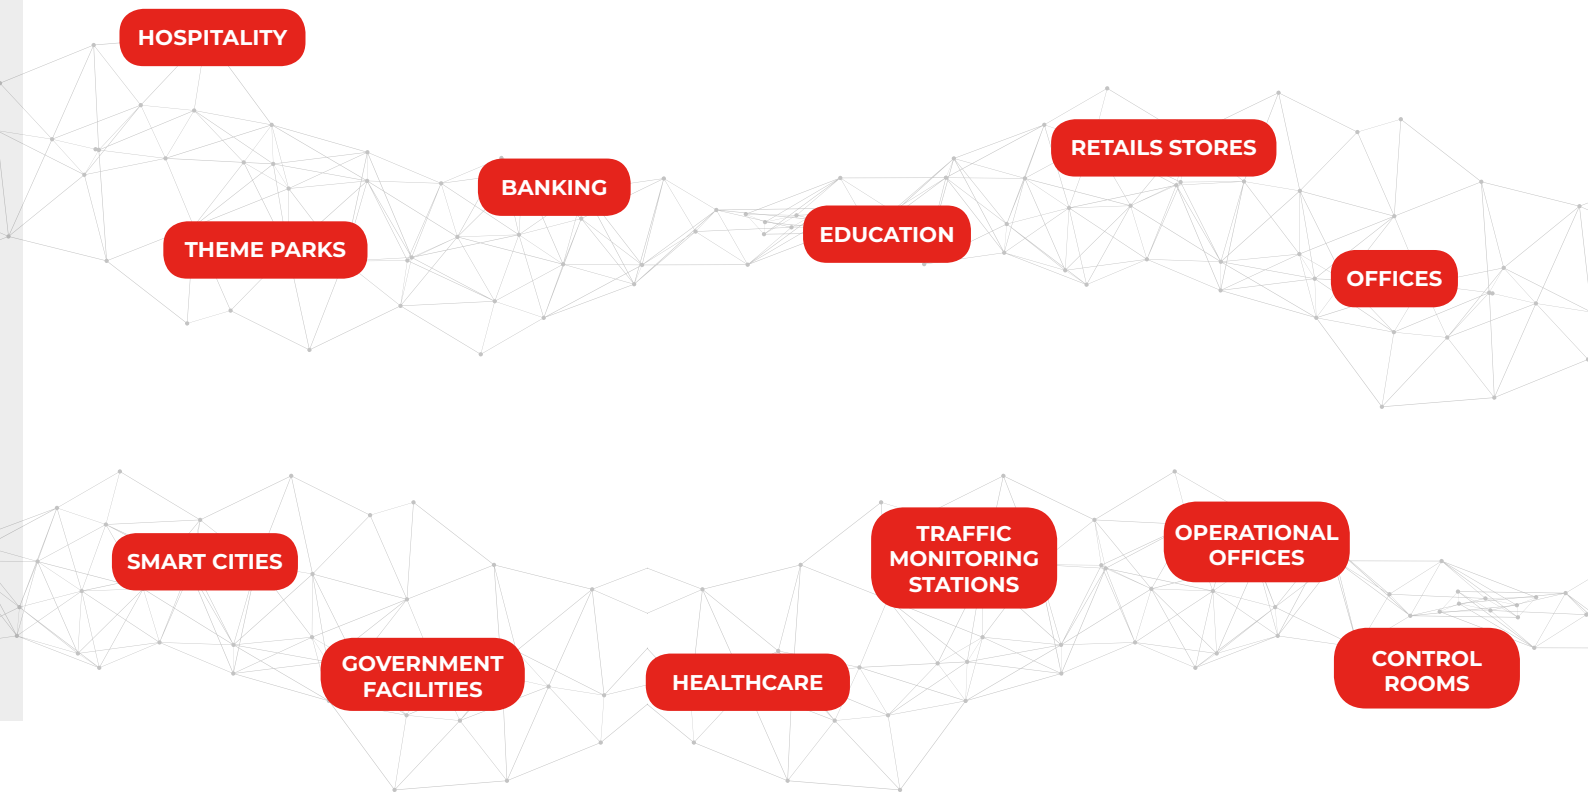 HOSPITALITY
RETAILS STORES
BANKING
EDUCATION
THEME PARKS
OFFICES
SMART CITIES
TRAFFIC
MONITORING
STATIONS
OPERATIONAL
OFFICES
GOVERNMENT
FACILITIES
HEALTHCARE
CONTROL
ROOMS